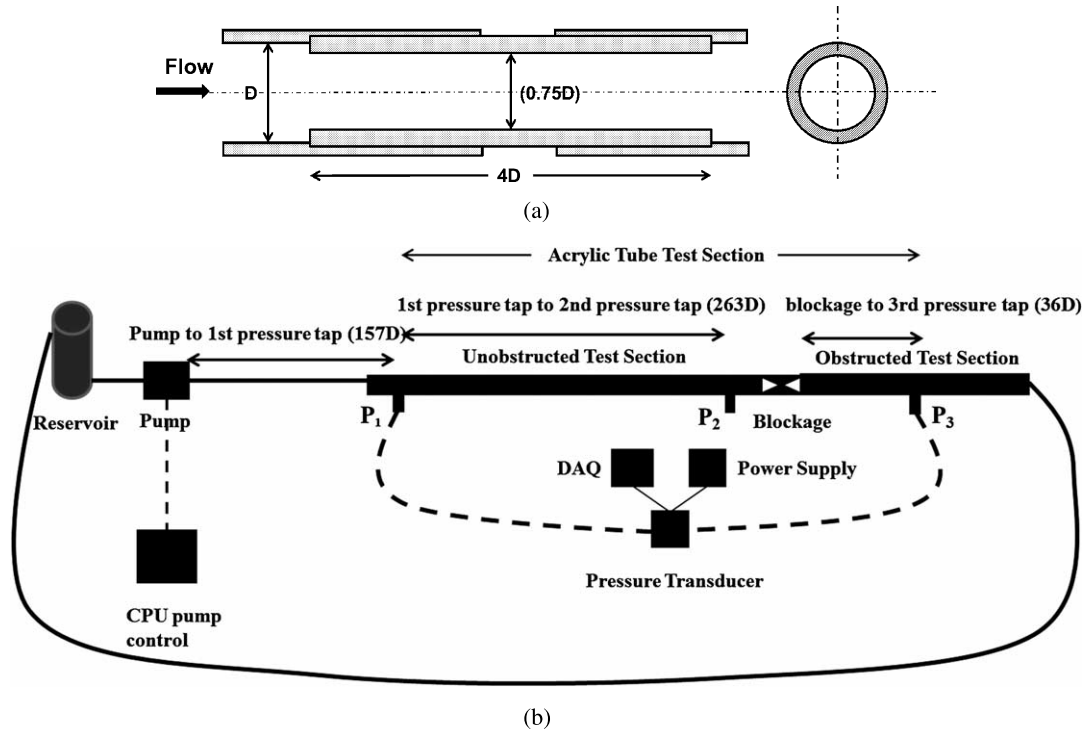 Flow
D
(0.75D)
4D
(a)
Acrylic Tube Test Section
1st pressure tap to 2nd pressure tap (263D)
blockage to 3rd pressure tap (36D)
Pump to 1st pressure tap (157D)
Unobstructed Test Section
Obstructed Test Section
Reservoir
Pump
P1
P2
Blockage
P3
DAQ
Power Supply
Pressure Transducer
CPU pump
control
(b)